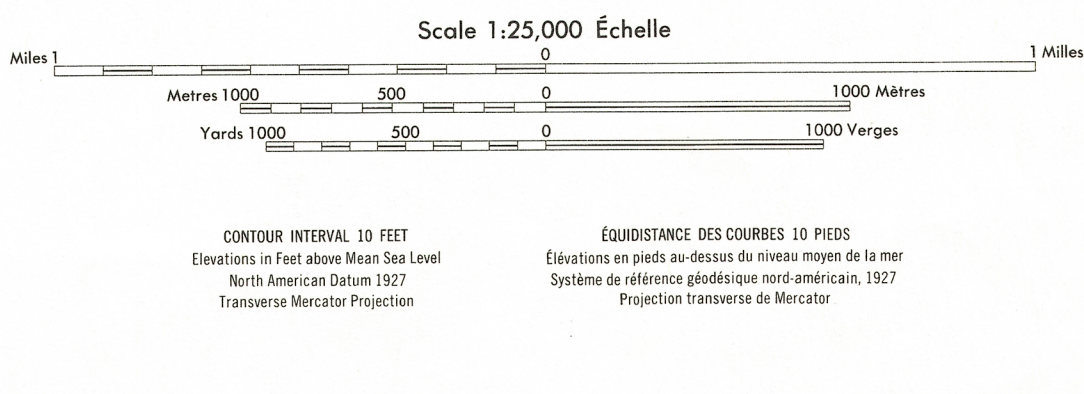 Scale 1:25,000 Échelle
Miles 1 0 1 Milles
Metres 1000 500 0 1000 Mètres
Yards 1000 500 0 1000 Verges
CONTOUR INTERVAL 10 FEET
Elevations in Feet above Mean Sea Level
North American Datum 1927
Transverse Mercator Projection
ÉQUIDISTANCE DES COURBES 10 PIEDS
Élévations en pieds au-dessus du niveau moyen de la mer
Système de référence géodésique nord-américain, 1927
Projection transverse de Mercator